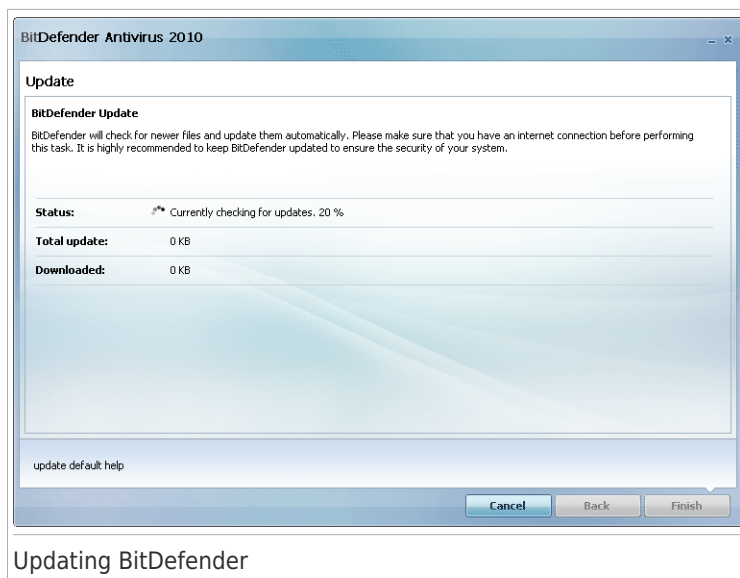 BitDefender Antivirus 2010
Update
BitDefender Update
BitDefender will check for newer files and update them automatically. Please make sure that you have an internet connection before performing
this task. It is highly recommended to keep BitDefender updated to ensure the security of your system.
Status: Currently checking for updates. 20 %
Total update: 0 KB
Downloaded: 0 KB
update default help
Cancel Back Finish
Updating BitDefender